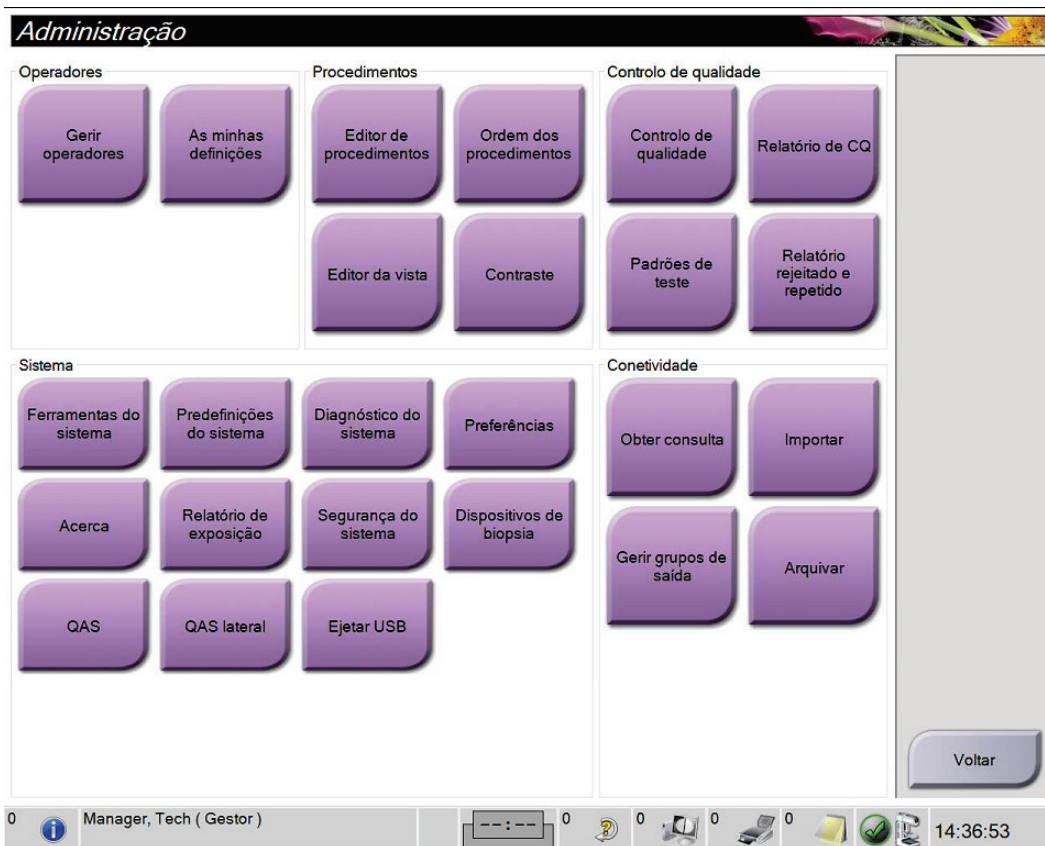 Administração
Operadores
Gerir
operadores
As minhas
definições
Procedimentos
Editor de
procedimentos
Ordem dos
procedimentos
Editor da vista
Contraste
Controlo de qualidade
Controlo de
qualidade
Relatório de CQ
Padrões de
teste
Relatório
rejeitado e
repetido
Sistema
Ferramentas do
sistema
Predefinições
do sistema
Diagnóstico do
sistema
Preferências
Acerca
Relatório de
exposição
Segurança do
sistema
Dispositivos de
biopsia
QAS
QAS lateral
Ejetar USB
Conetividade
Obter consulta
Importar
Gerir grupos de
saída
Arquivar
Voltar
0
Manager, Tech ( Gestor )
--:--
0
0
0
0
14:36:53